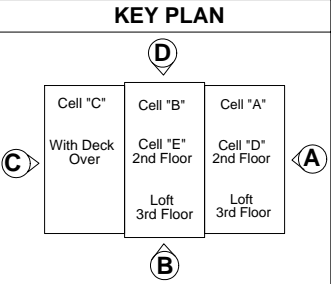 KEY PLAN
D
Cell "C"
With Deck
Over
Cell "B"
Cell "E"
2nd Floor
Loft
3rd Floor
Cell "A"
Cell "D"
2nd Floor
Loft
3rd Floor
C
A
B